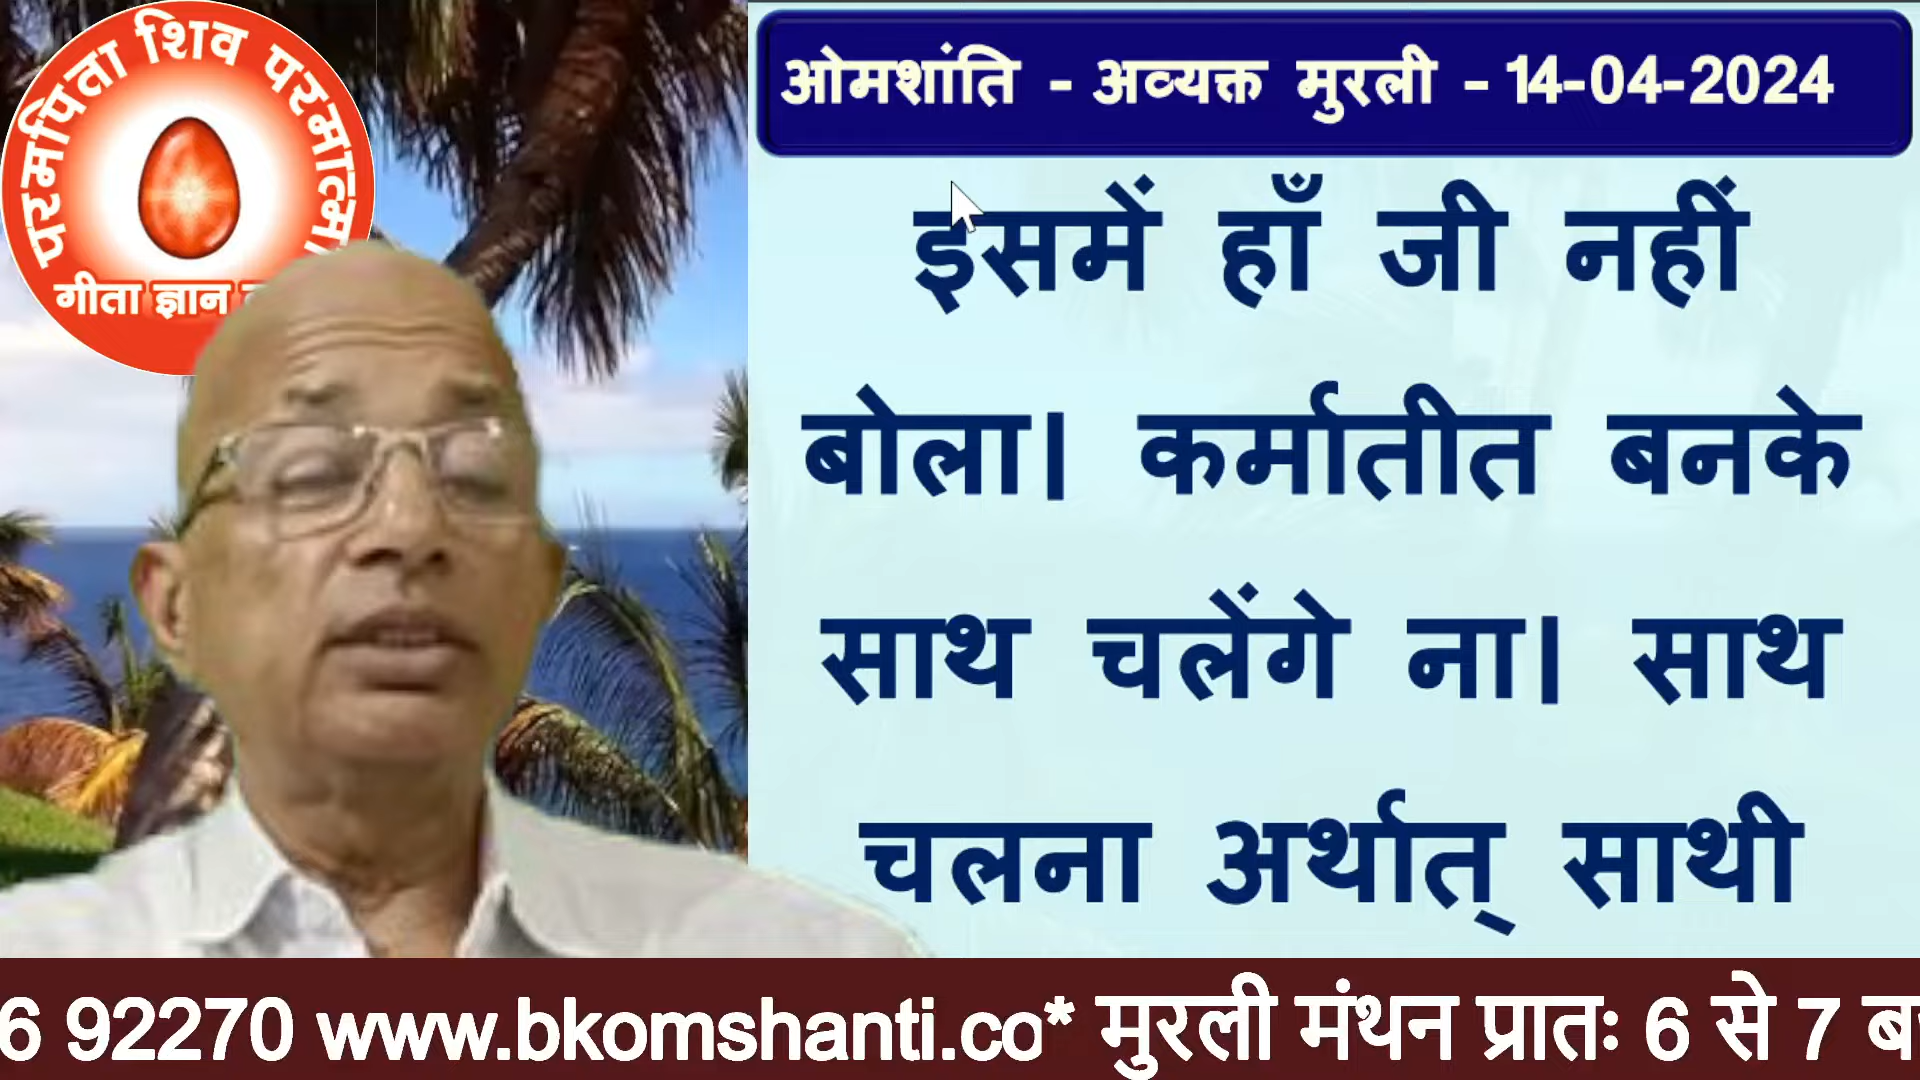 परमपिता शिव परमात्मा
गीता ज्ञान
ओमशांति - अव्यक्त मुरली - 14-04-2024
इसमें हाँ जी नहीं
बोला। कर्मातीत बनके
साथ चलेंगे ना। साथ
चलना अर्थात् साथी
6 92270 www.bkomshanti.co* मुरली मंथन प्रातः 6 से 7